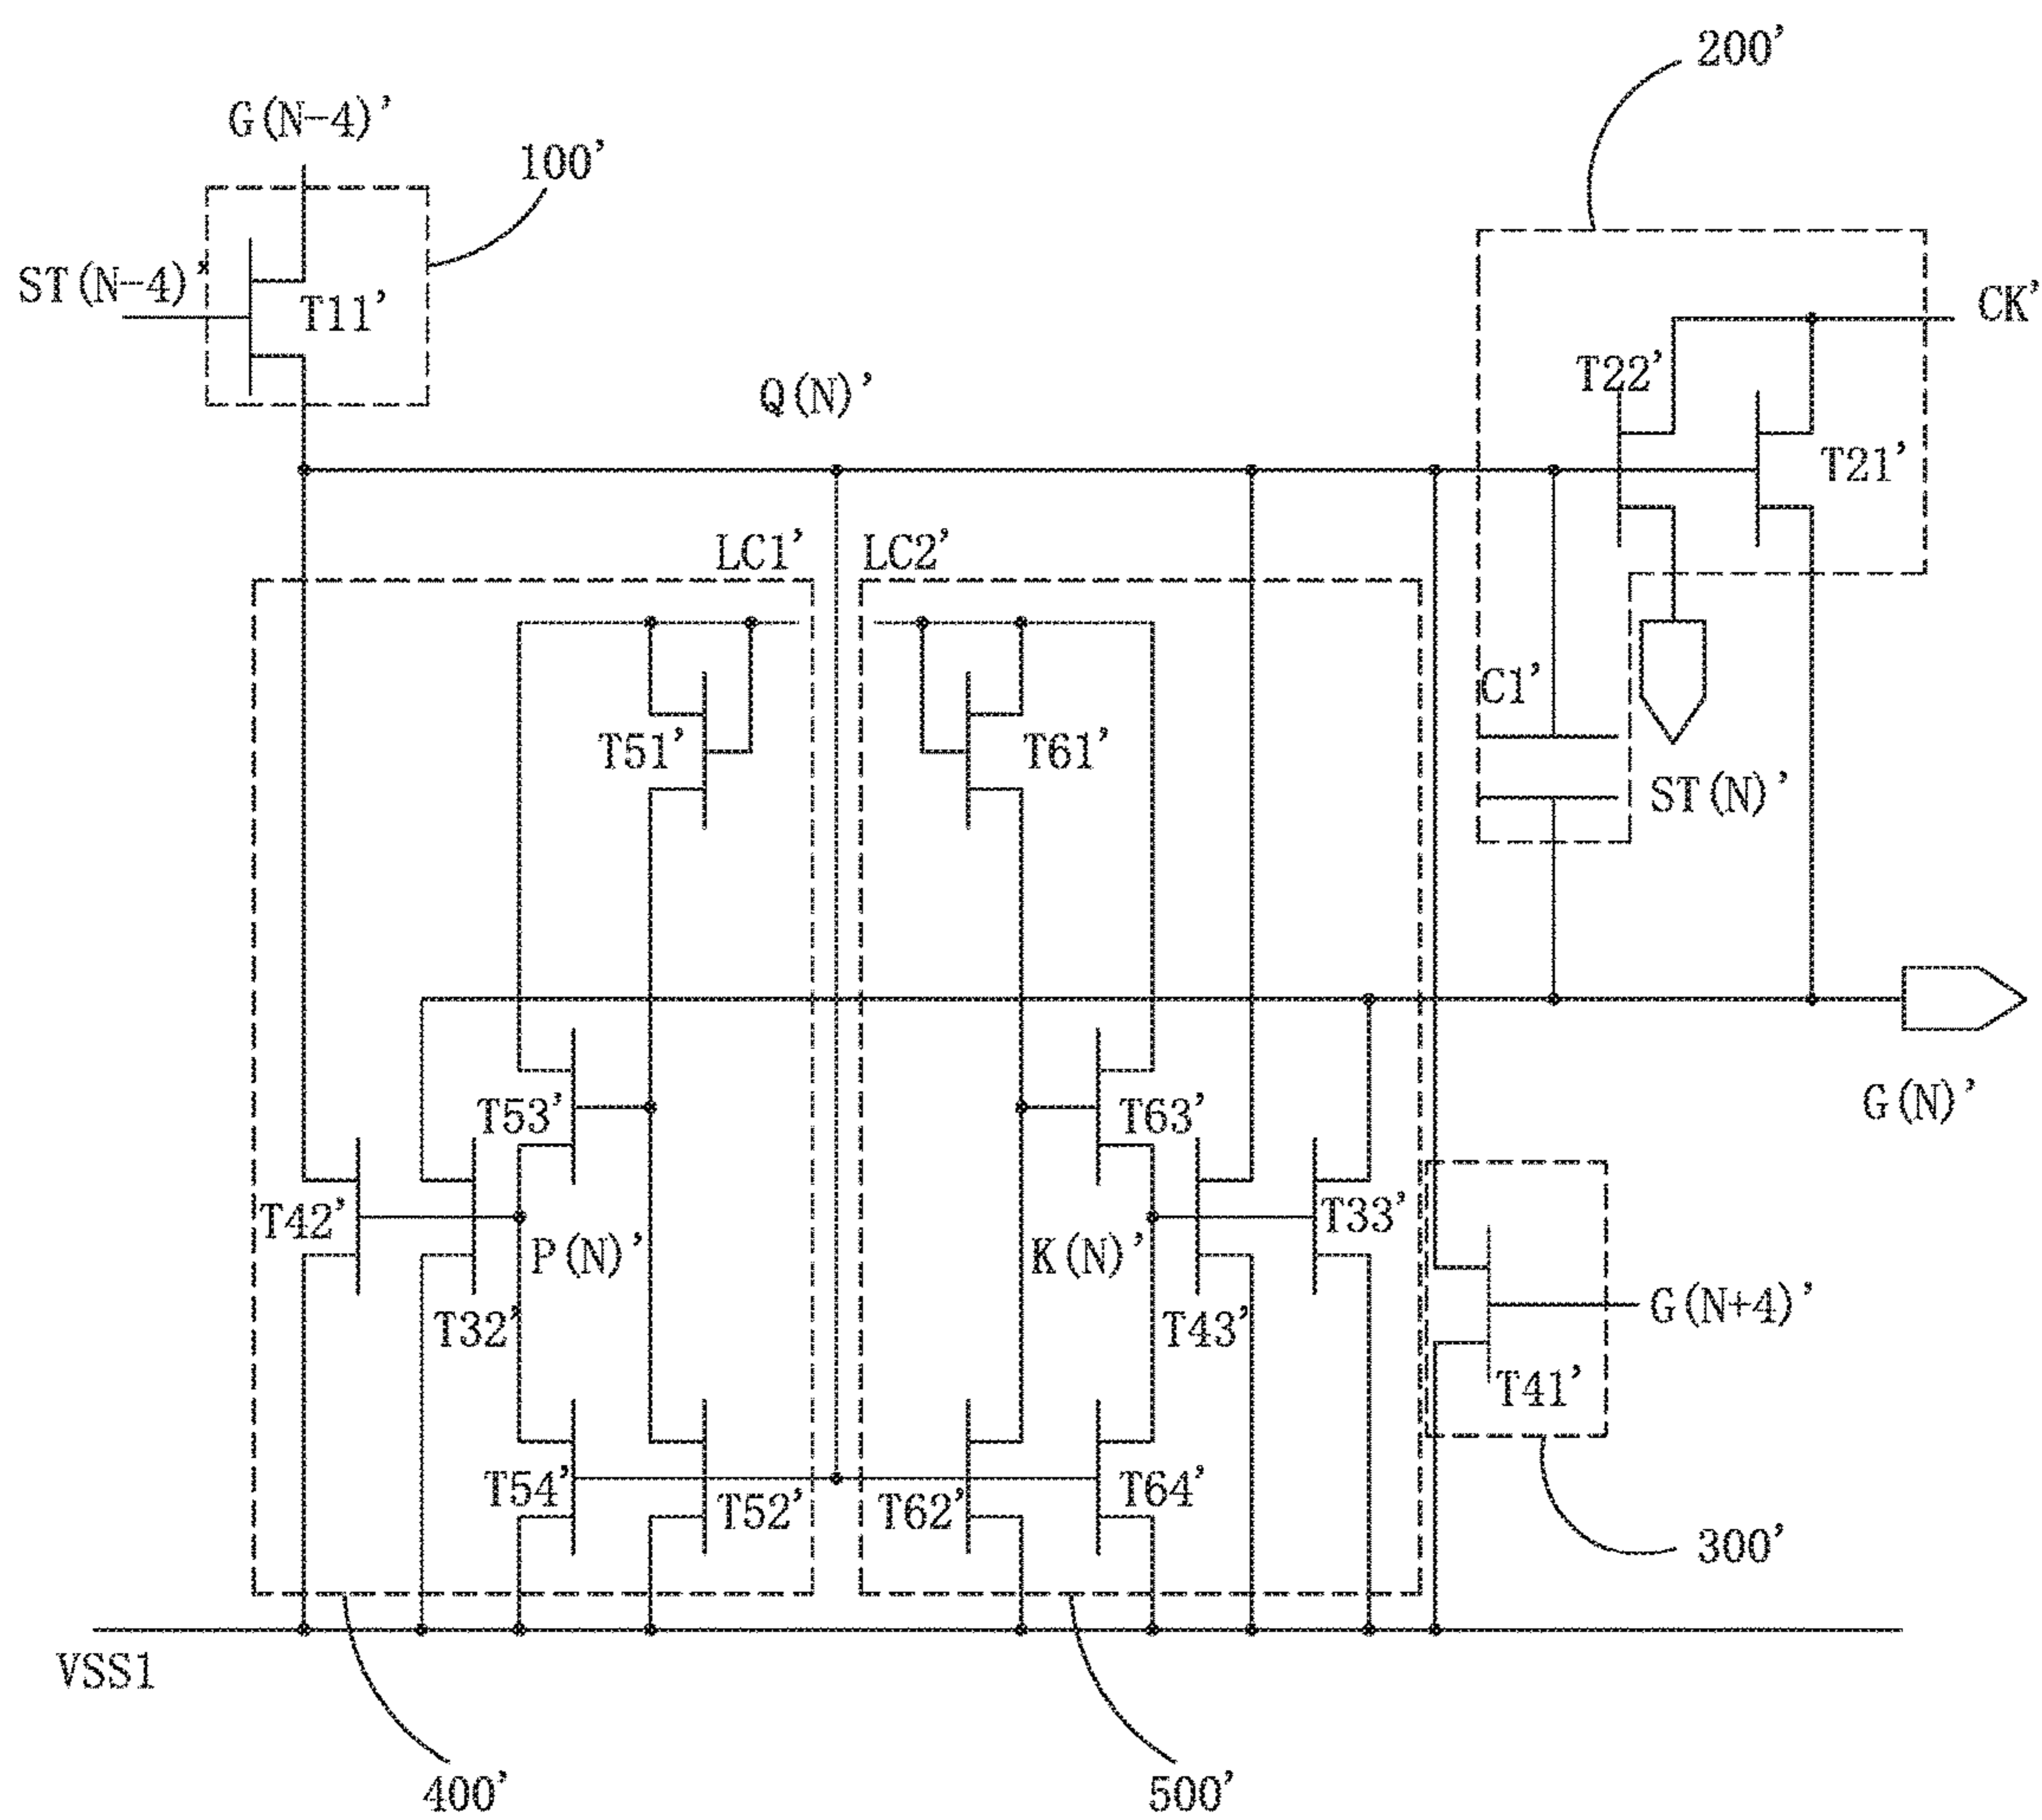 200'
G(N-4)'
100'
ST(N-4)'
T11'
CK'
T22'
Q(N)'
T21'
LC1'
LC2'
C1'
T51'
T61'
ST(N)'
G(N)'
T53'
T63'
T42'
P(N)'
K(N)'
T33'
T32'
T43'
G(N+4)'
T41'
T54'
T52'
T62'
T64'
300'
VSS1
400'
500'